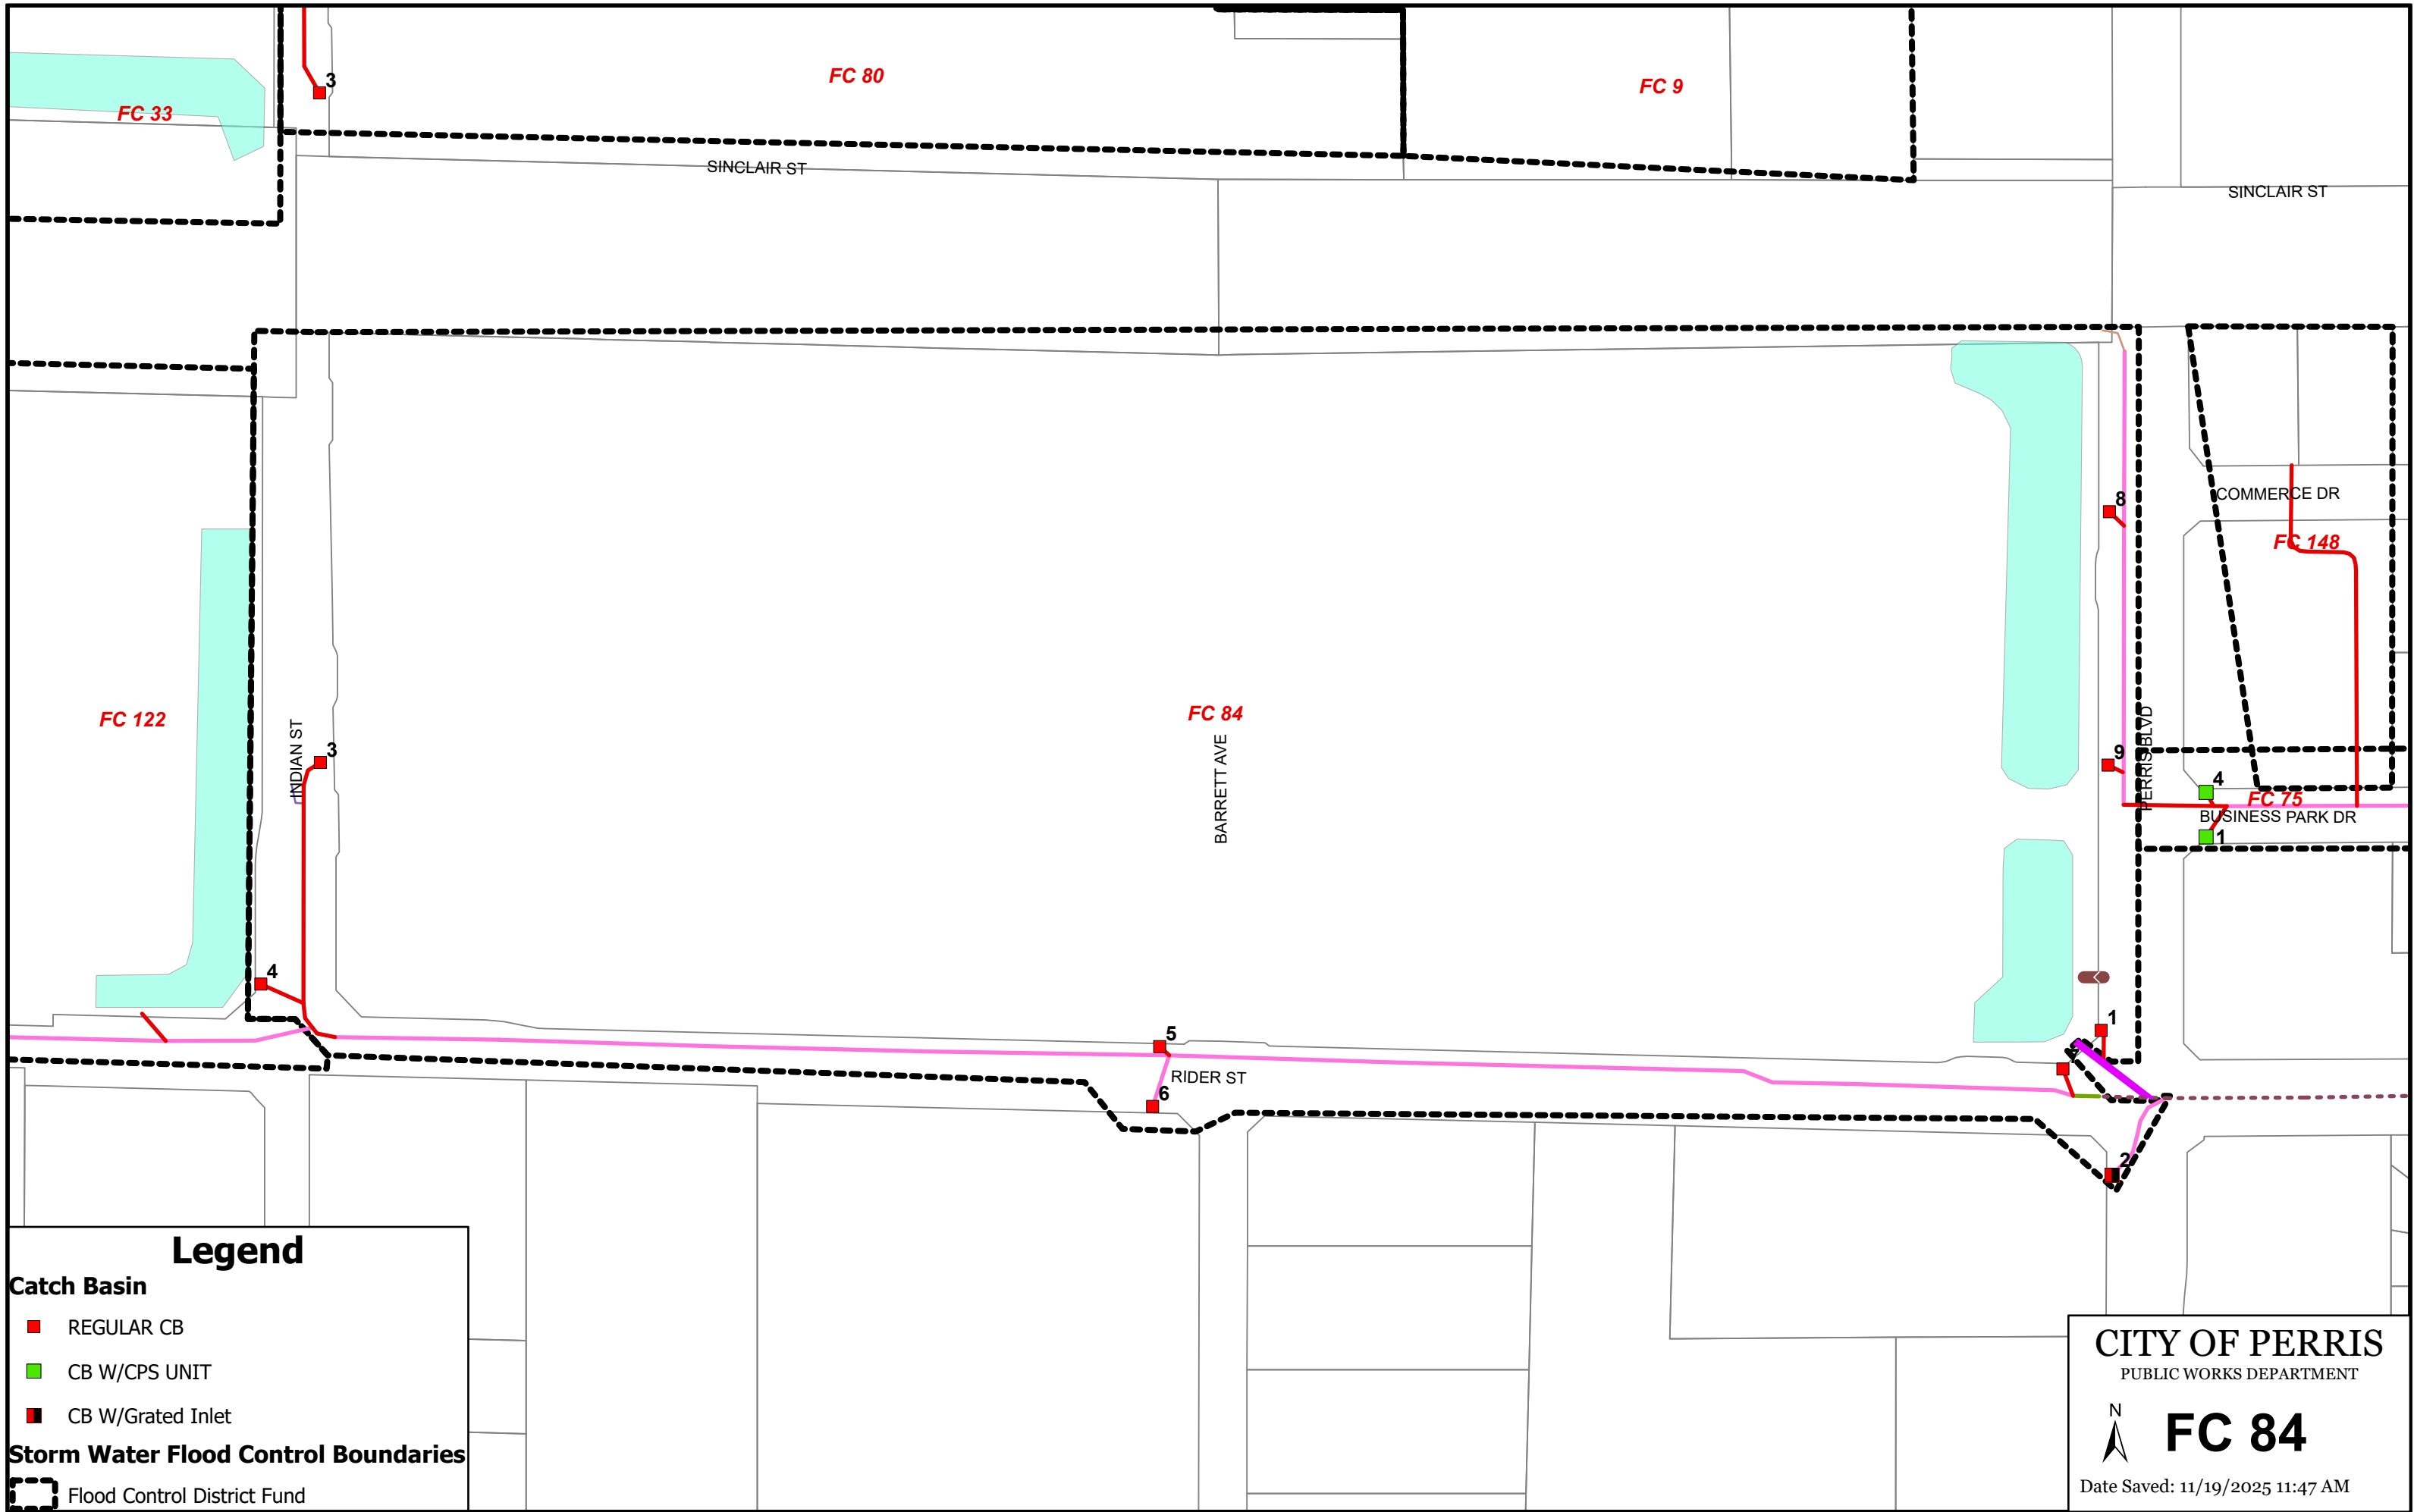 3
FC 80
FC 9
FC 33
SINCLAIR ST
SINCLAIR ST
8
COMMERCE DR
FC 148
FC 122
FC 84
INDIAN ST
3
BARRETT AVE
PERRIS BLVD
9
4
FC 75
BUSINESS PARK DR
1
4
1
5
RIDER ST
6
2
Legend
Catch Basin
REGULAR CB
CB W/CPS UNIT
CB W/Grated Inlet
Storm Water Flood Control Boundaries
Flood Control District Fund
CITY OF PERRIS
PUBLIC WORKS DEPARTMENT
N
FC 84
Date Saved: 11/19/2025 11:47 AM